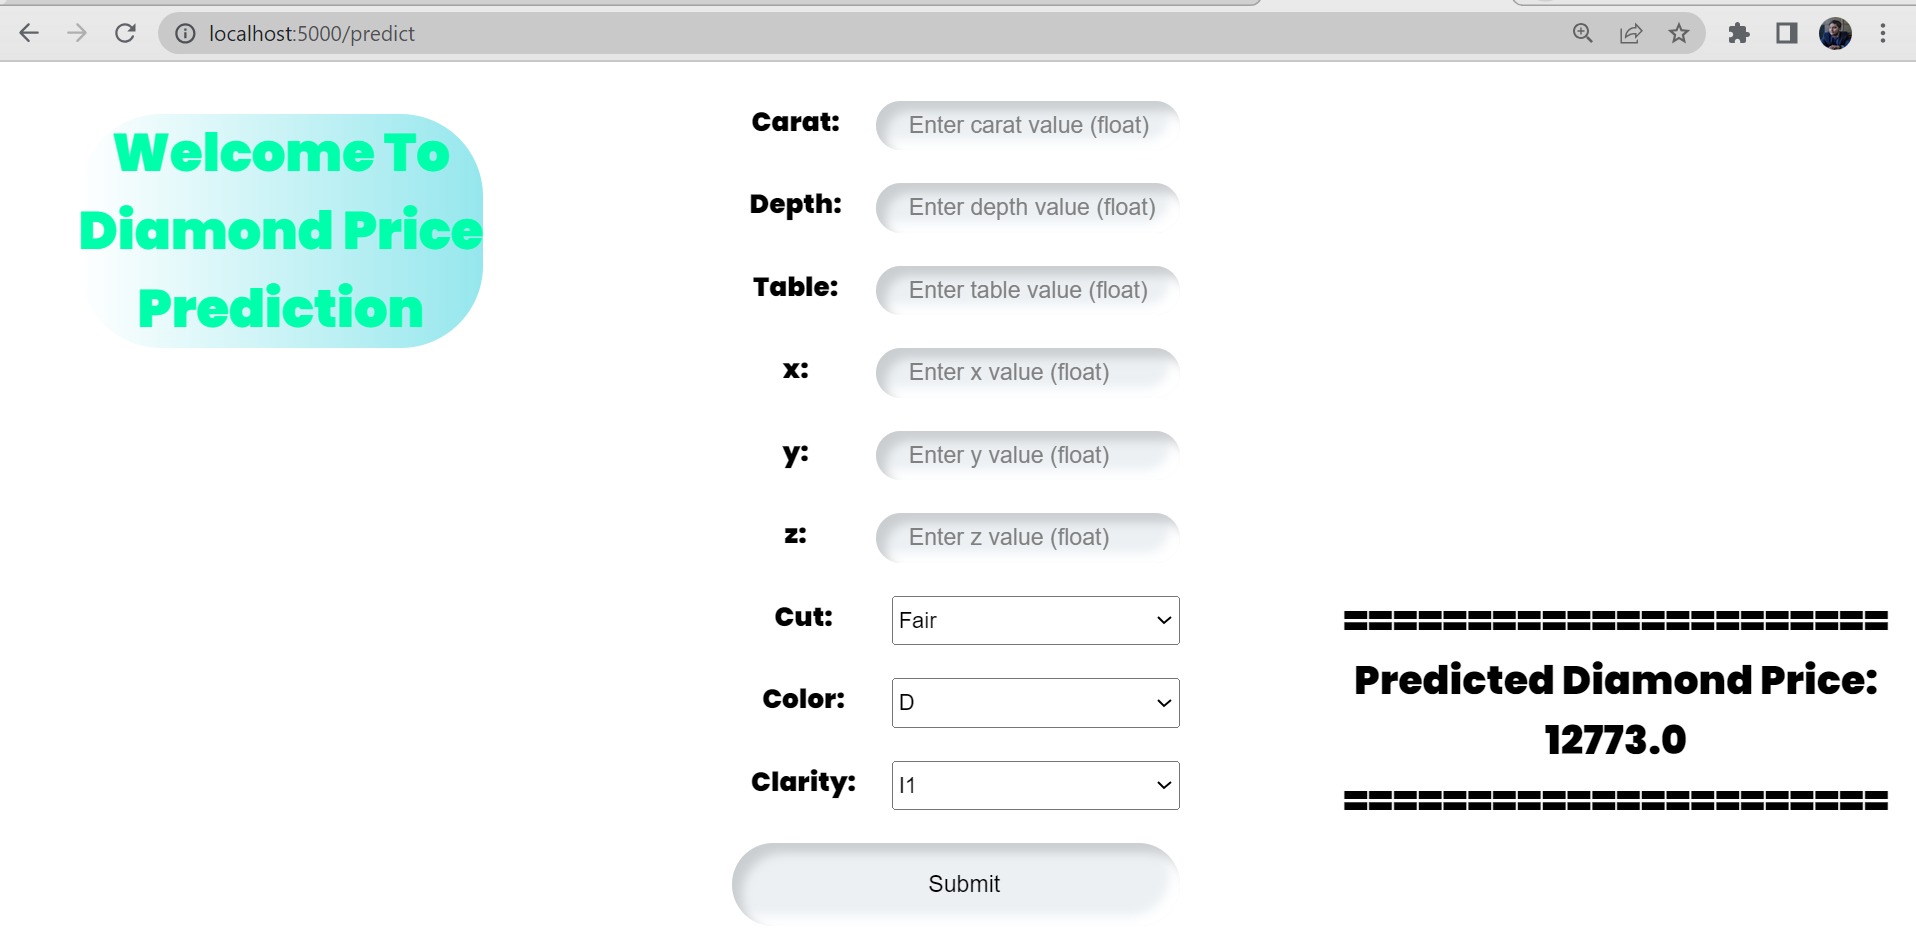 localhost:5000/predict
Welcome To
Diamond Price
Prediction
Carat: Enter carat value (float)
Depth: Enter depth value (float)
Table: Enter table value (float)
x: Enter x value (float)
y: Enter y value (float)
z: Enter z value (float)
Cut: Fair
Color: D
Clarity: I1
Submit
======================
Predicted Diamond Price:
12773.0
======================